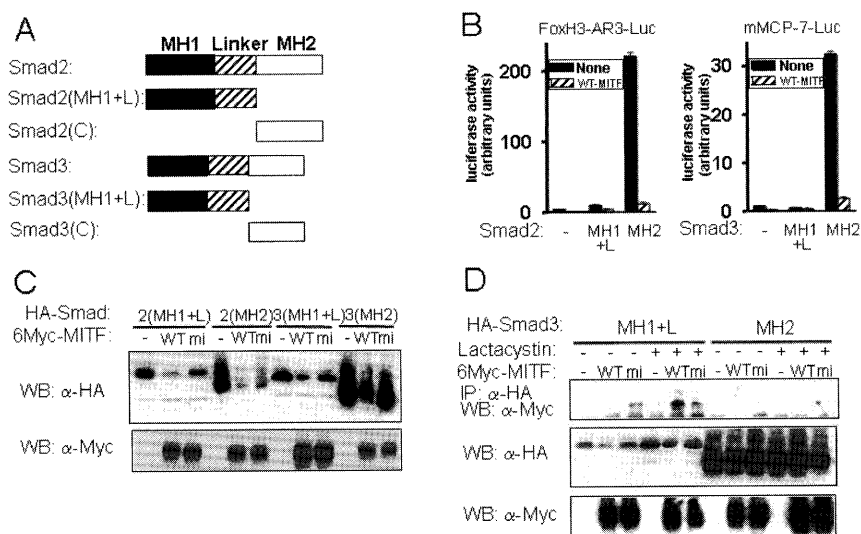 A
MH1 Linker MH2
Smad2:
Smad2(MH1+L):
Smad2(C):
Smad3:
Smad3(MH1+L):
Smad3(C):
B
FoxH3-AR3-Luc
luciferase activity
(arbitrary units)
200
100
0
None
WT-MITF
Smad2: - MH1 +L MH2
mMCP-7-Luc
luciferase activity
(arbitrary units)
30
20
10
0
None
WT-MITF
Smad3: - MH1 +L MH2
C
HA-Smad: 2(MH1+L) 2(MH2) 3(MH1+L) 3(MH2)
6Myc-MITF: - WT mi - WT mi - WT mi - WT mi
WB: α-HA
WB: α-Myc
D
HA-Smad3: MH1+L MH2
Lactacystin: - - - + + + - - - + + +
6Myc-MITF: - WT mi - WT mi - WT mi - WT mi
IP: α-HA
WB: α-Myc
WB: α-HA
WB: α-Myc